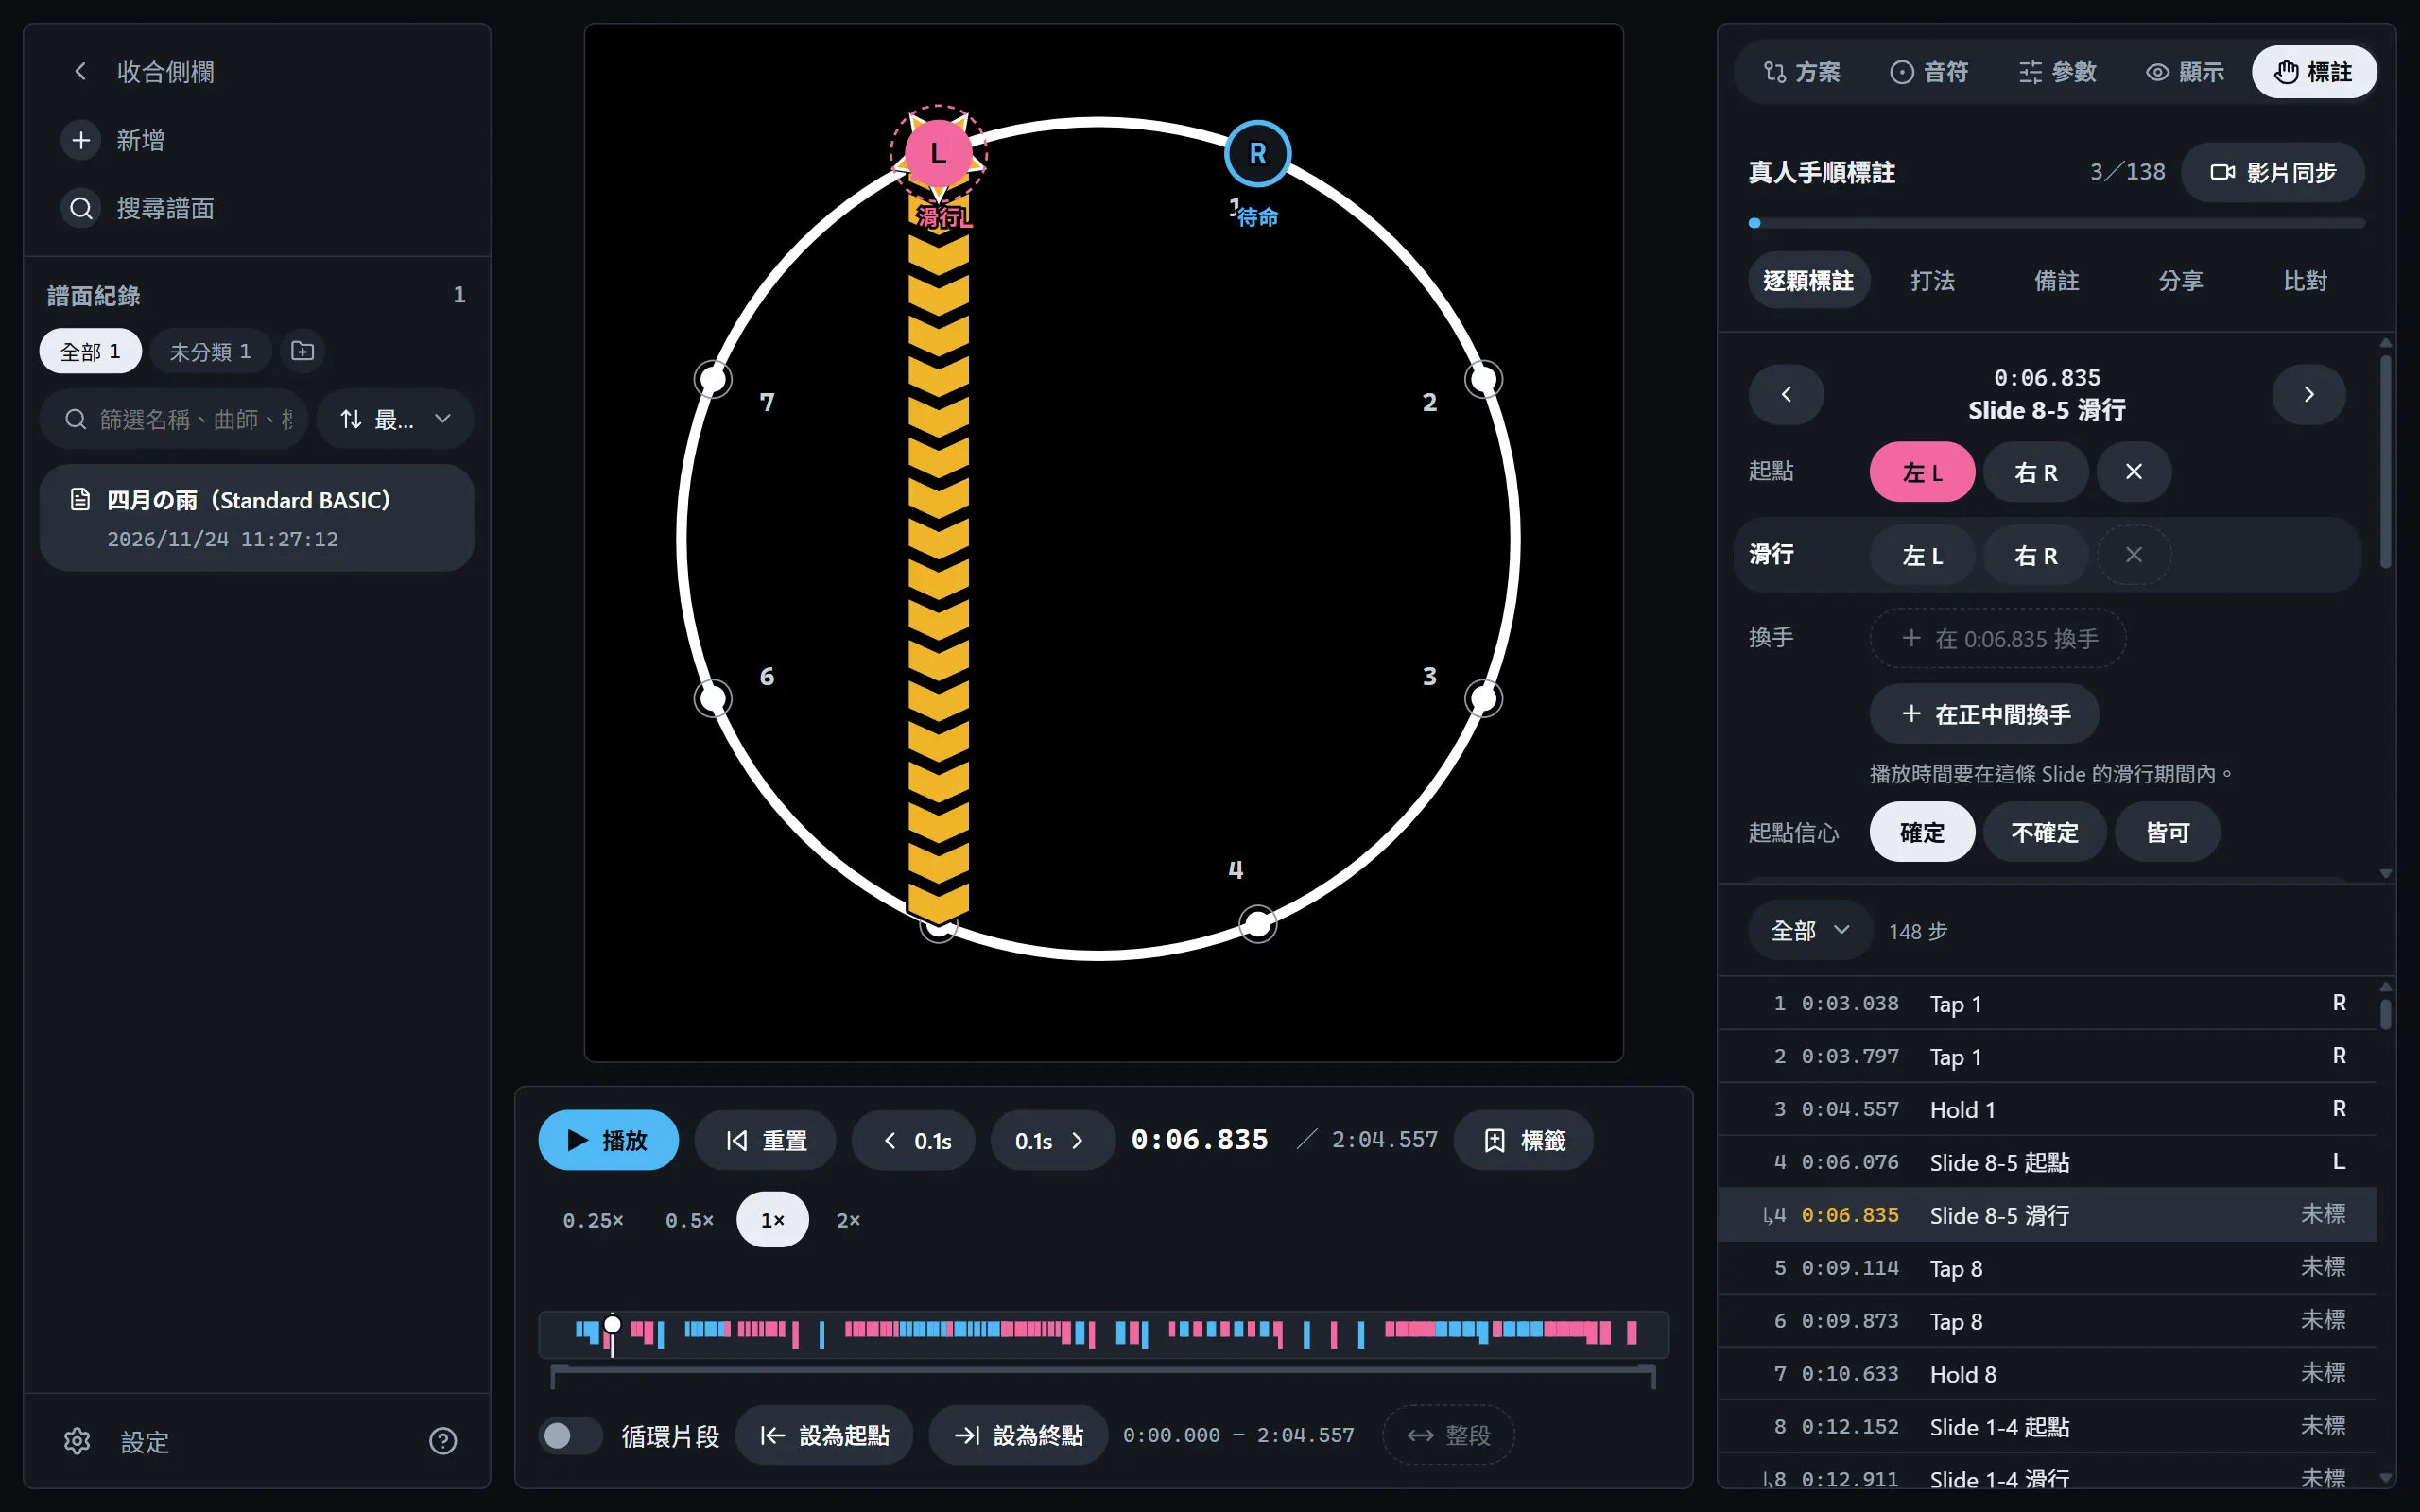 收合側欄
新增
搜尋譜面
譜面紀錄 1
全部 1 未分類 1
篩選名稱、曲師、
最...
四月の雨（Standard BASIC）
2026/11/24 11:27:12
設定
L
R
滑行L
1
待命
7
2
6
3
4
播放 重置 0.1s 0.1s 0:06.835 ／ 2:04.557 標籤
0.25× 0.5× 1× 2×
循環片段 設為起點 設為終點 0:00.000 – 2:04.557 整段
方案 音符 參數 顯示 標註
真人手順標註 3／138 影片同步
逐顆標註 打法 備註 分享 比對
0:06.835
Slide 8-5 滑行
起點 左 L 右 R
滑行 左 L 右 R
換手 在 0:06.835 換手
在正中間換手
播放時間要在這條 Slide 的滑行期間內。
起點信心 確定 不確定 皆可
全部 148 步
1 0:03.038 Tap 1 R
2 0:03.797 Tap 1 R
3 0:04.557 Hold 1 R
4 0:06.076 Slide 8-5 起點 L
↳4 0:06.835 Slide 8-5 滑行 未標
5 0:09.114 Tap 8 未標
6 0:09.873 Tap 8 未標
7 0:10.633 Hold 8 未標
8 0:12.152 Slide 1-4 起點 未標
↳8 0:12.911 Slide 1-4 滑行 未標